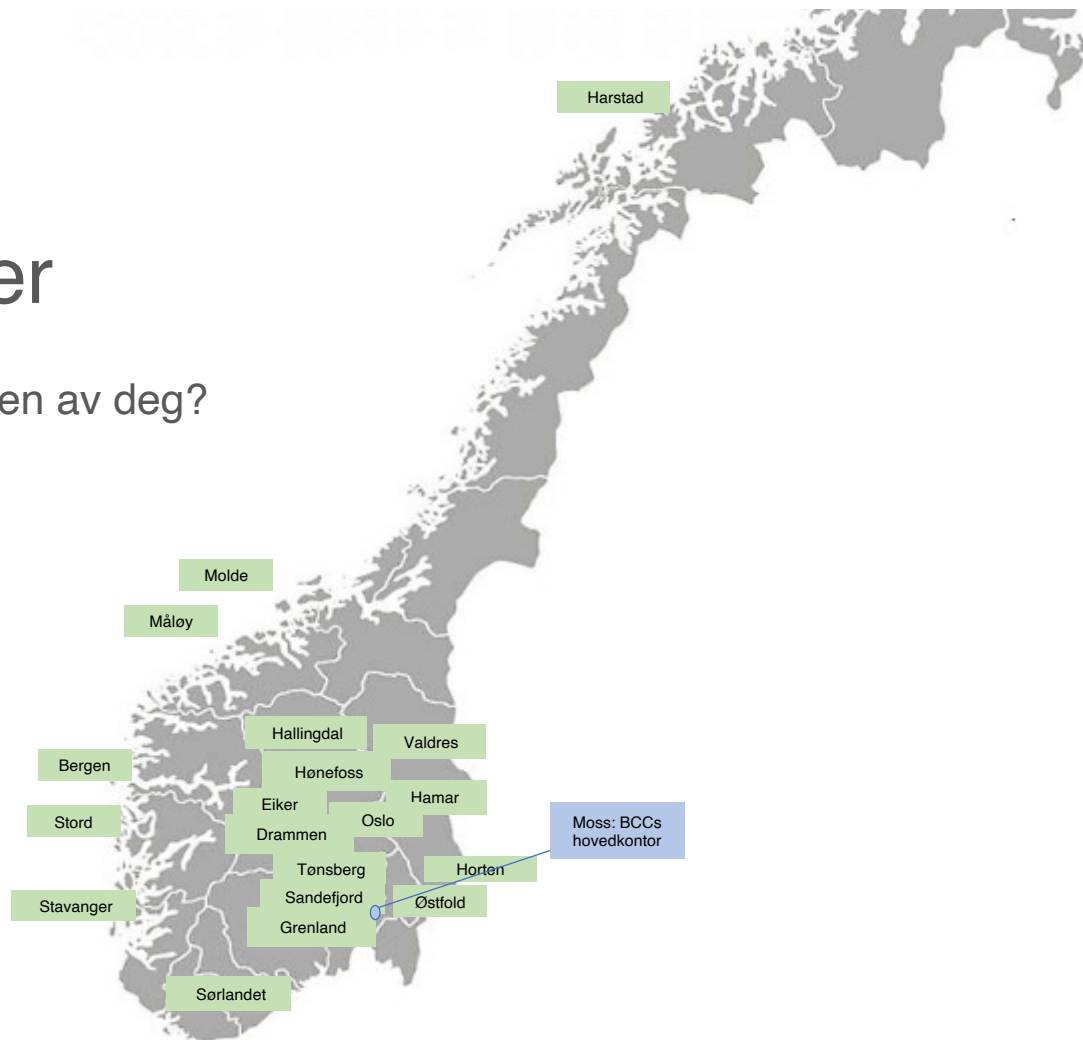 Harstad
er
en av deg?
Molde
Måløy
Hallingdal
Valdres
Bergen
Hønefoss
Hamar
Eiker
Stord
Oslo
Drammen
Moss: BCCs
hovedkontor
Tønsberg
Horten
Sandefjord
Østfold
Stavanger
Grenland
Sørlandet